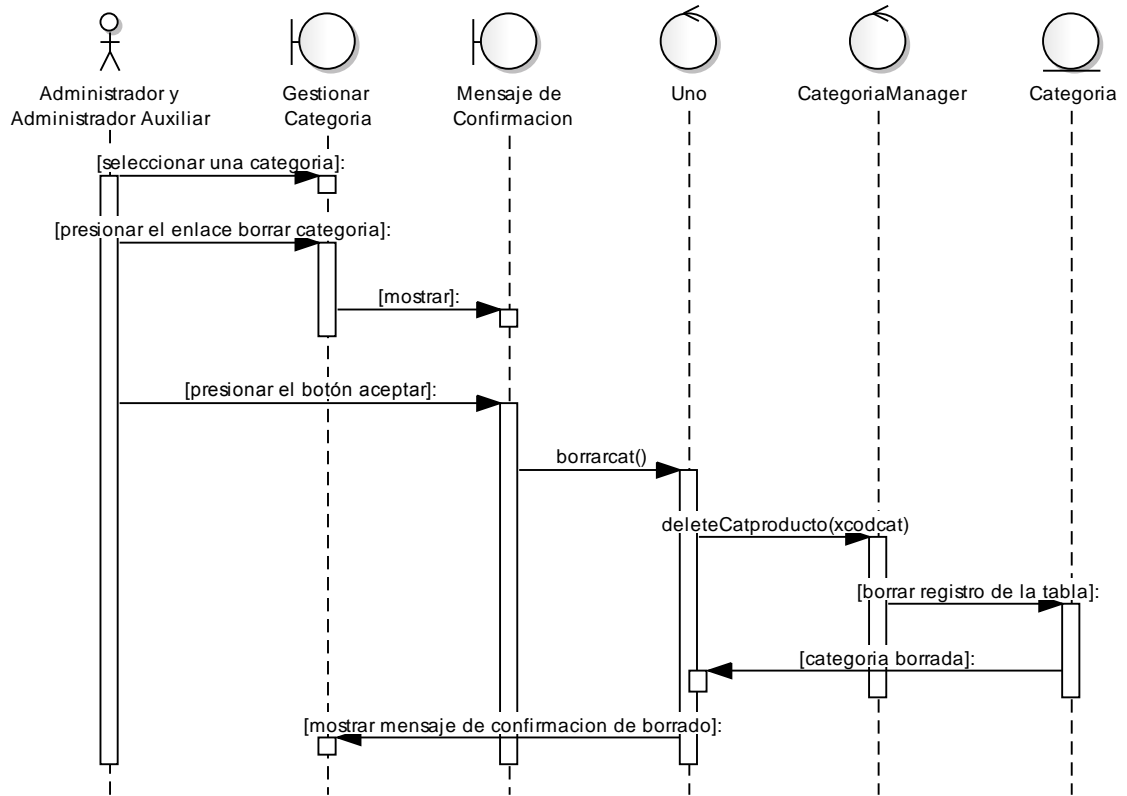 Administrador y
Administrador Auxiliar
Gestionar
Categoria
Mensaje de
Confirmacion
Uno
CategoriaManager
Categoria
[seleccionar una categoria]:
[presionar el enlace borrar categoria]:
[mostrar]:
[presionar el botón aceptar]:
borrarcat()
deleteCatproducto(xcodcat)
[borrar registro de la tabla]:
[categoria borrada]:
[mostrar mensaje de confirmacion de borrado]: